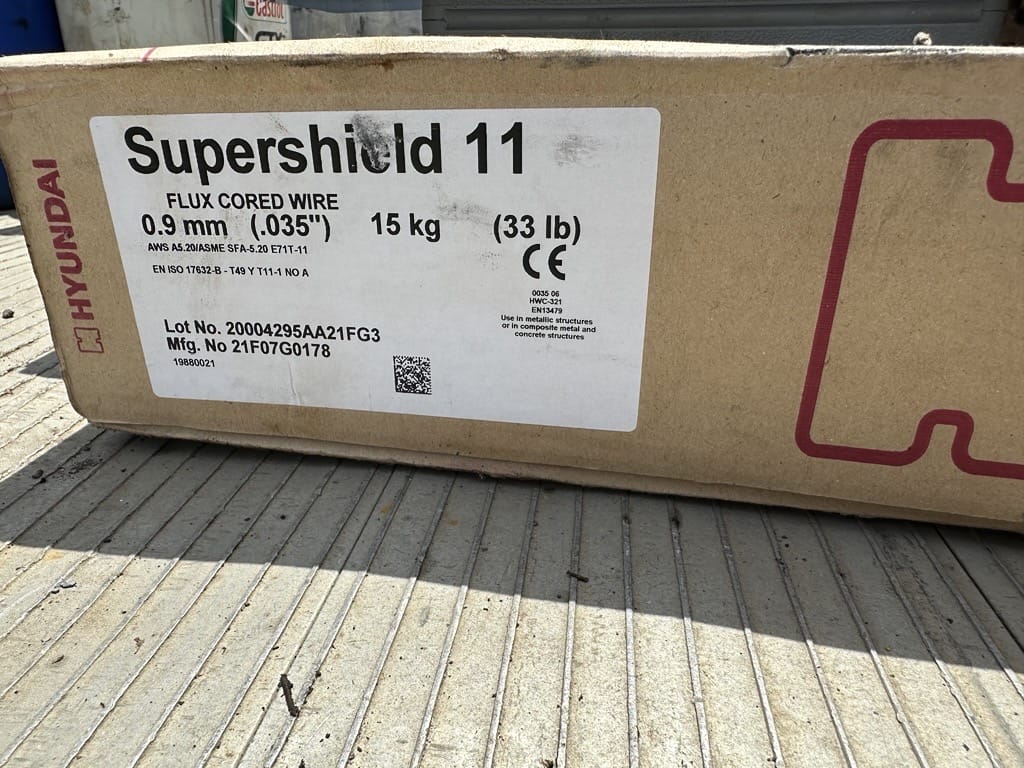 Castrol
HYUNDAI
Supershield 11
FLUX CORED WIRE
0.9 mm (.035") 15 kg (33 lb)
AWS A5.20/ASME SFA-5.20 E71T-11
EN ISO 17632-B - T49 Y T11-1 NO A
CE
0035 06
HWC-321
EN13479
Use in metallic structures
or in composite metal and
concrete structures
Lot No. 20004295AA21FG3
Mfg. No 21F07G0178
19880021